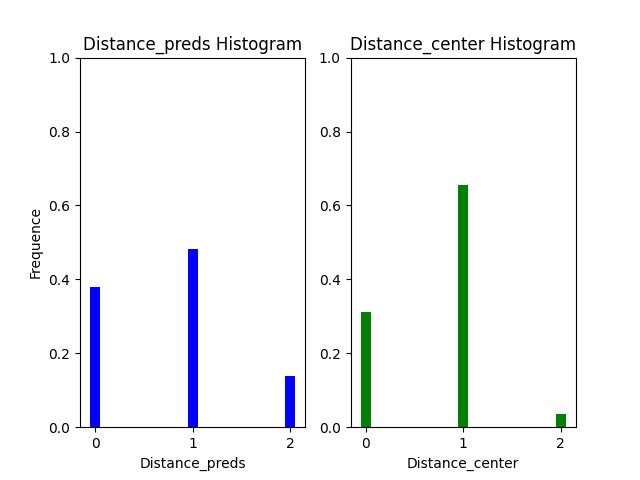 Distance_preds Histogram
1.0
0.8
0.6
0.4
0.2
0.0
Frequence
0 1 2
Distance_preds
Distance_center Histogram
1.0
0.8
0.6
0.4
0.2
0.0
0 1 2
Distance_center